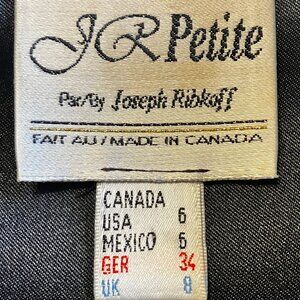 JR Petite
Par/By Joseph Ribkoff
FAIT AU/MADE IN CANADA
CANADA
USA 6
MEXICO 6
GER 34
UK 8